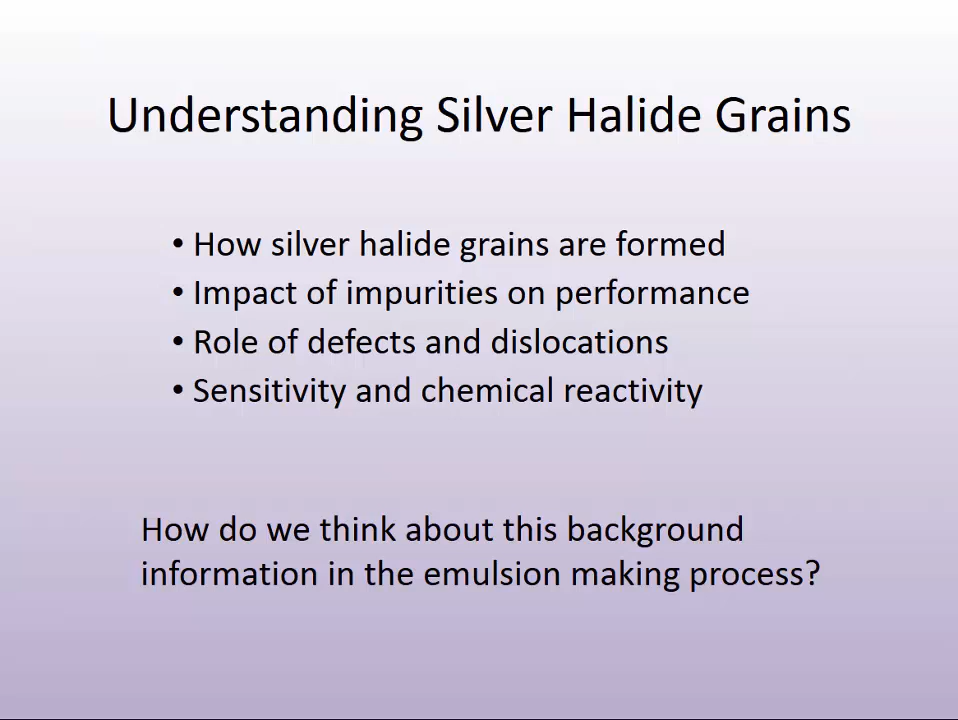 Understanding Silver Halide Grains
• How silver halide grains are formed
• Impact of impurities on performance
• Role of defects and dislocations
• Sensitivity and chemical reactivity
How do we think about this background
information in the emulsion making process?